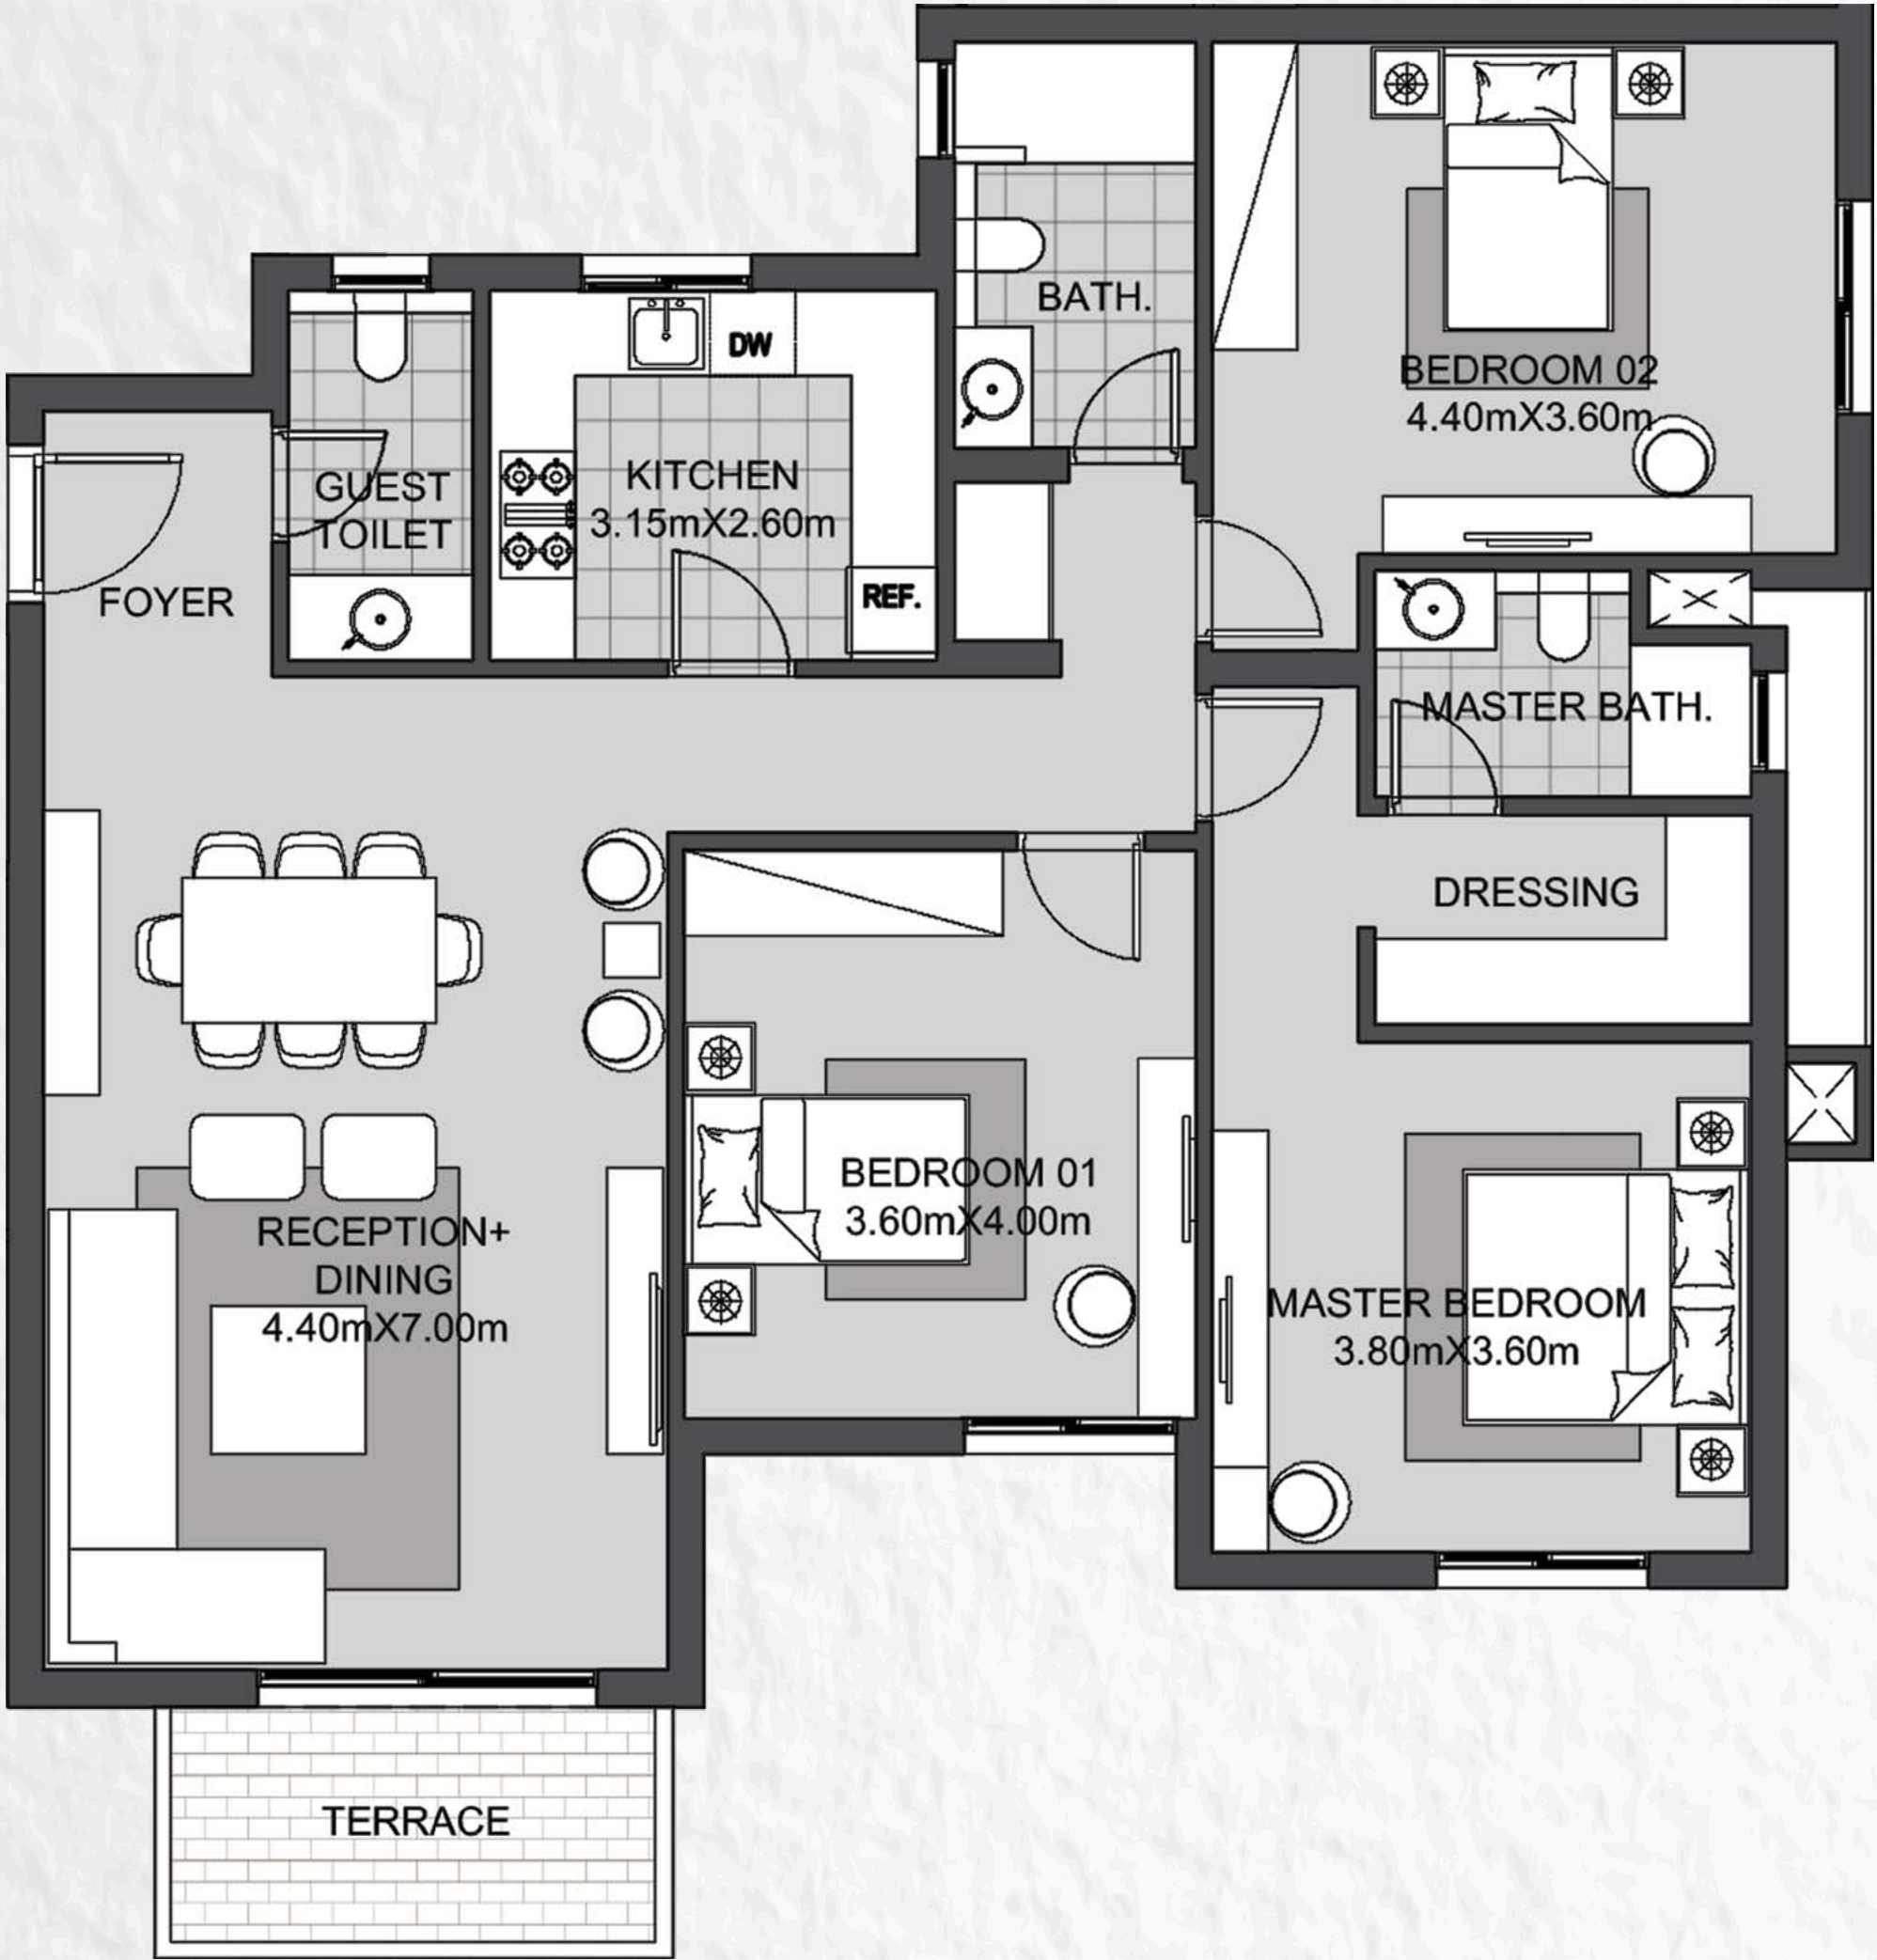 BATH.
BEDROOM 02
4.40mX3.60m
DW
KITCHEN
3.15mX2.60m
REF.
GUEST
TOILET
FOYER
MASTER BATH.
DRESSING
BEDROOM 01
3.60mX4.00m
RECEPTION+
DINING
4.40mX7.00m
MASTER BEDROOM
3.80mX3.60m
TERRACE